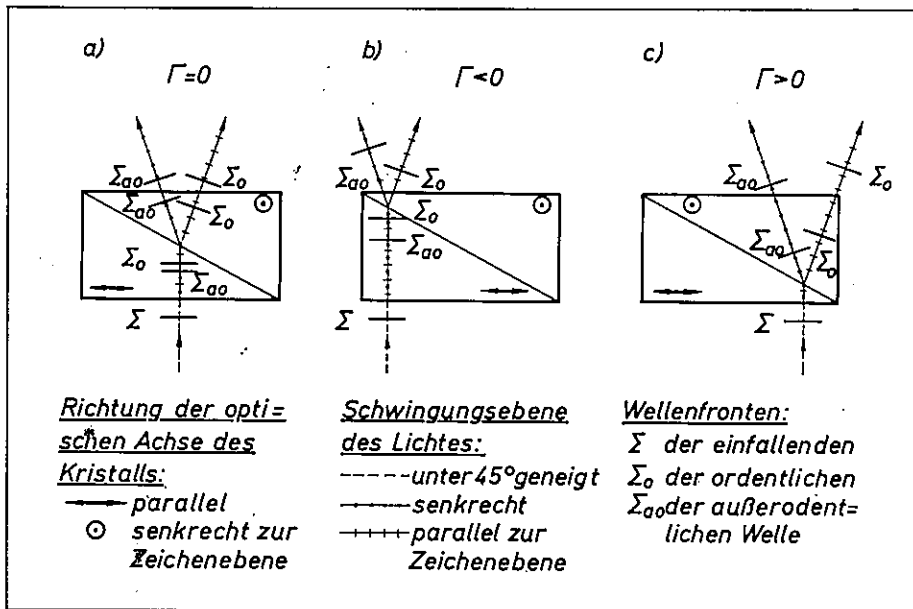 a)
Γ=0
Σao
Σo
Σao
Σo
Σo
Σao
Σ
b)
Γ<0
Σao
Σo
Σo
Σao
Σ
c)
Γ>0
Σao
Σo
Σao
Σo
Σ
Richtung der opti=
schen Achse des
Kristalls:
parallel
senkrecht zur
Zeichenebene
Schwingungsebene
des Lichtes:
unter 45° geneigt
senkrecht
parallel zur
Zeichenebene
Wellenfronten:
Σ der einfallenden
Σo der ordentlichen
Σao der außerodent=
lichen Welle